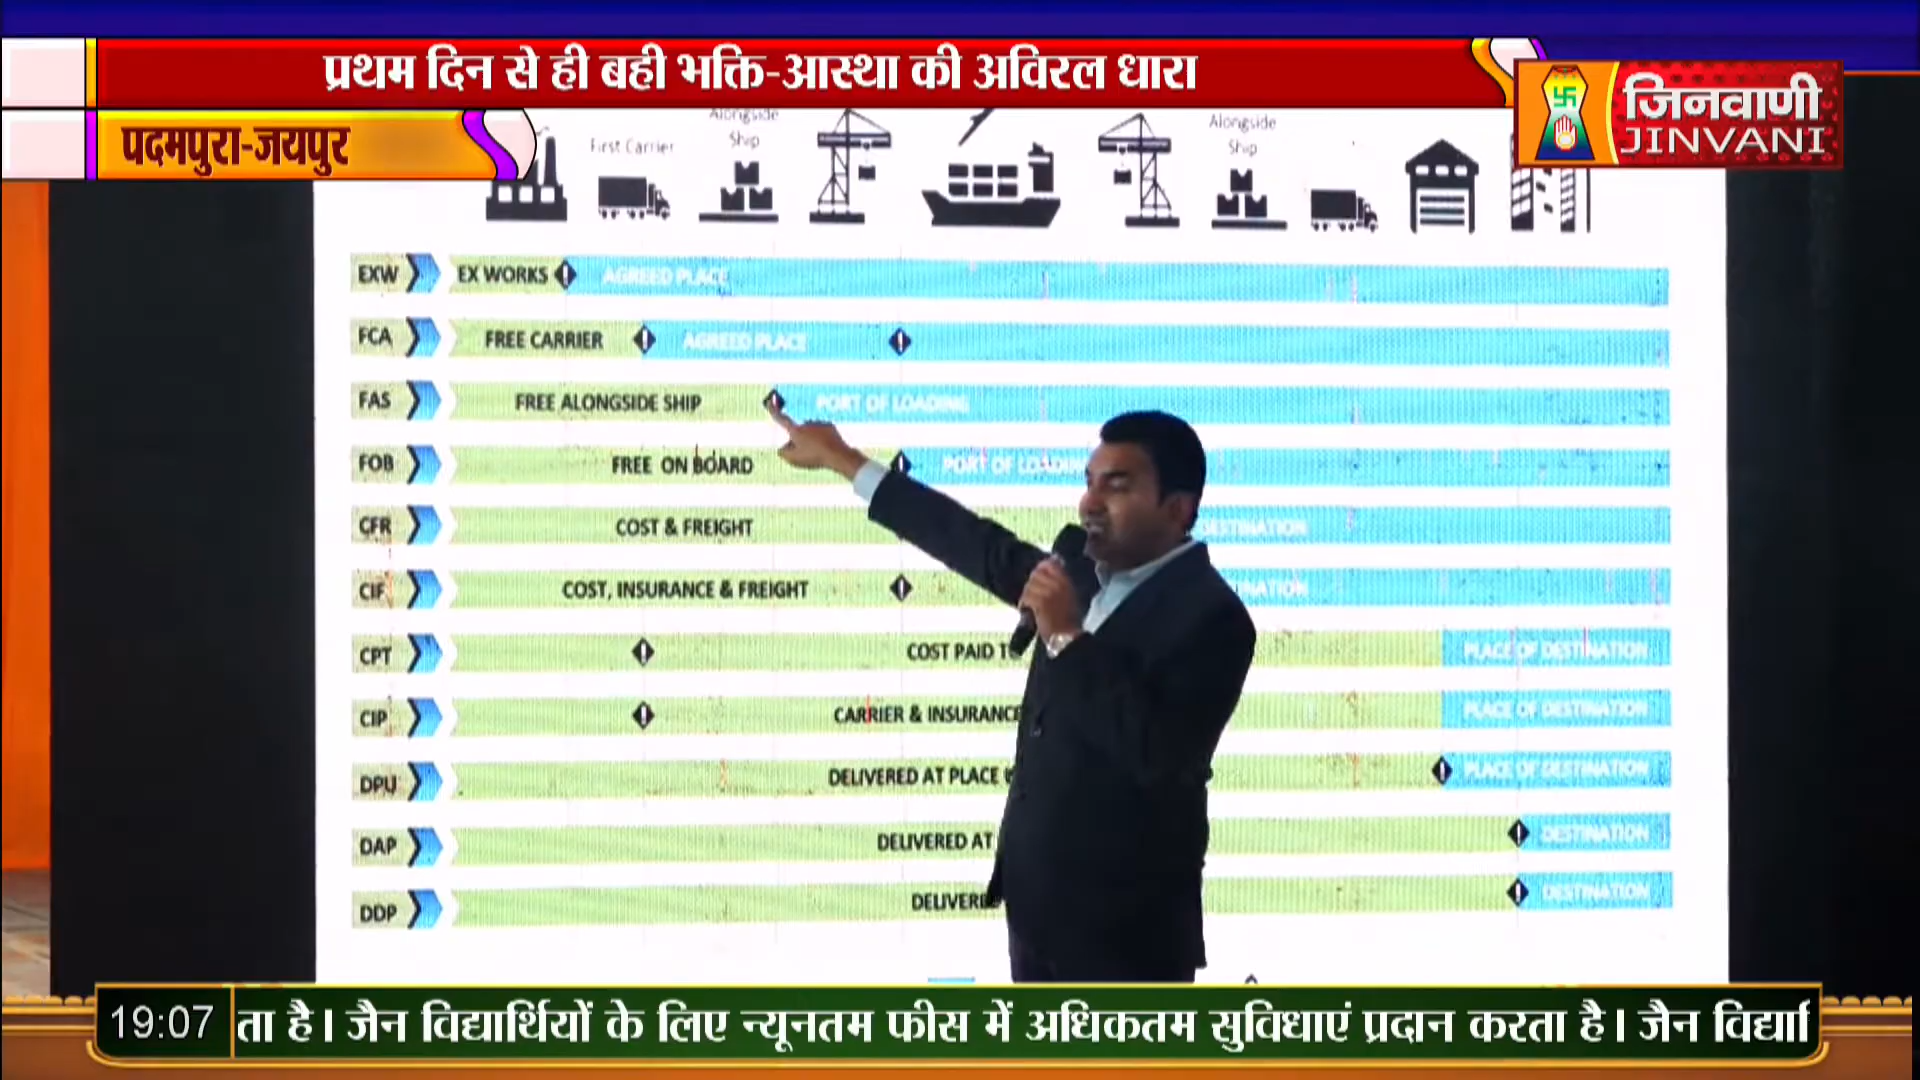 प्रथम दिन से ही बही भक्ति-आस्था की अविरल धारा
जिनवाणी
JINVANI
पदमपुरा-जयपुर
First Carrier
Alongside
Ship
Alongside
Ship
EXW EX WORKS AGREED PLACE
FCA FREE CARRIER AGREED PLACE
FAS FREE ALONGSIDE SHIP PORT OF LOADING
FOB FREE ON BOARD PORT OF LOADING
CFR COST & FREIGHT DESTINATION
CIF COST, INSURANCE & FREIGHT
CPT COST PAID PLACE OF DESTINATION
CIP CARRIER & INSURANCE PLACE OF DESTINATION
DPU DELIVERED AT PLACE PLACE OF DESTINATION
DAP DELIVERED AT DESTINATION
DDP DESTINATION
19:07 ता है। जैन विद्यार्थियों के लिए न्यूनतम फीस में अधिकतम सुविधाएं प्रदान करता है। जैन